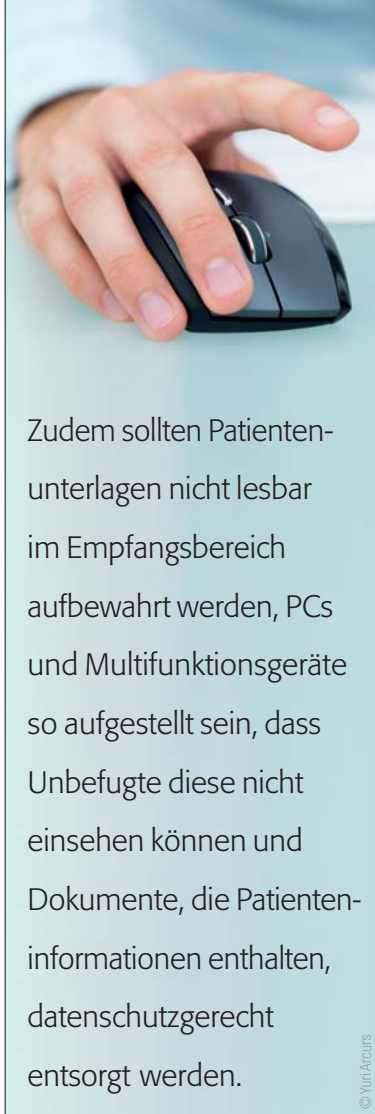 Zudem sollten Patienten-
unterlagen nicht lesbar
im Empfangsbereich
aufbewahrt werden, PCs
und Multifunktionsgeräte
so aufgestellt sein, dass
Unbefugte diese nicht
einsehen können und
Dokumente, die Patienten-
informationen enthalten,
datenschutzgerecht
entsorgt werden.
© Yuri Arcurs